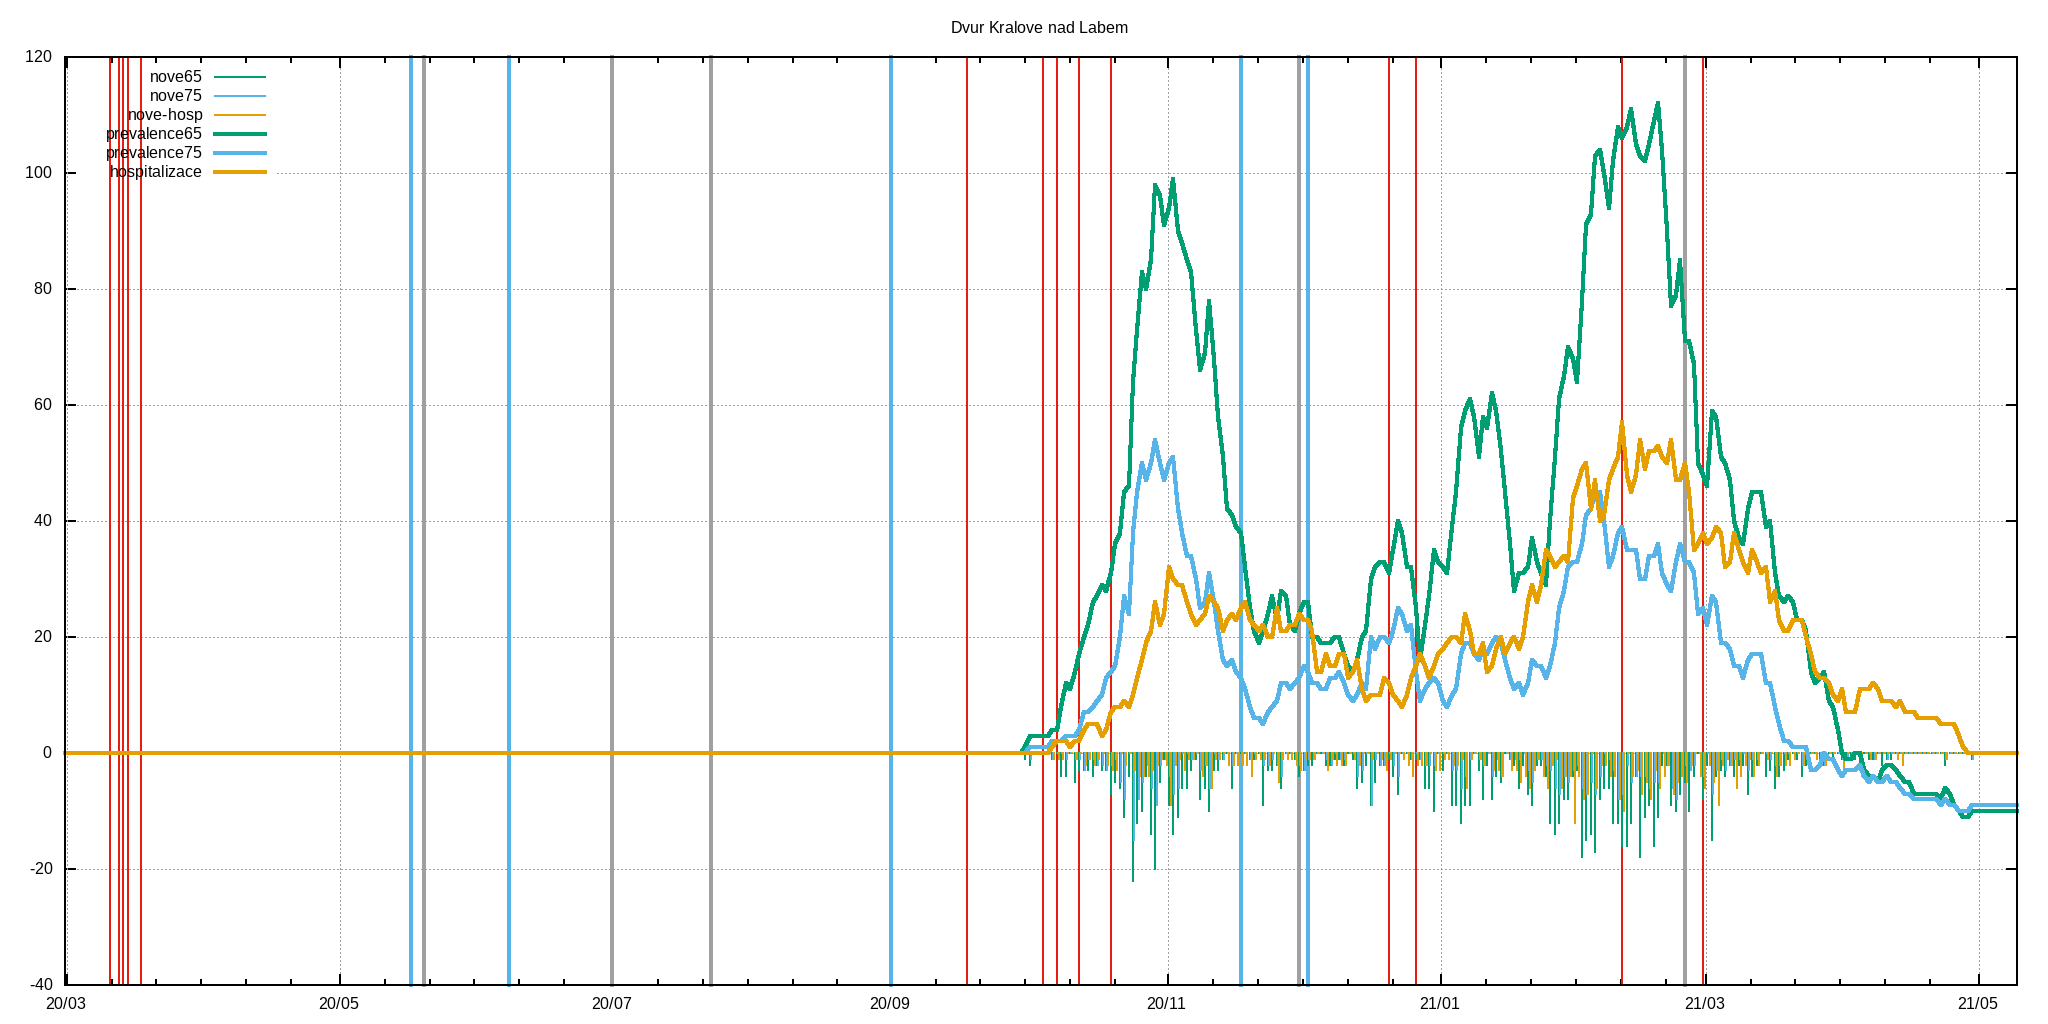 Dvur Kralove nad Labem
120
100
80
60
40
20
0
-20
-40
nove65
nove75
nove-hosp
prevalence65
prevalence75
hospitalizace
20/03 20/05 20/07 20/09 20/11 21/01 21/03 21/05